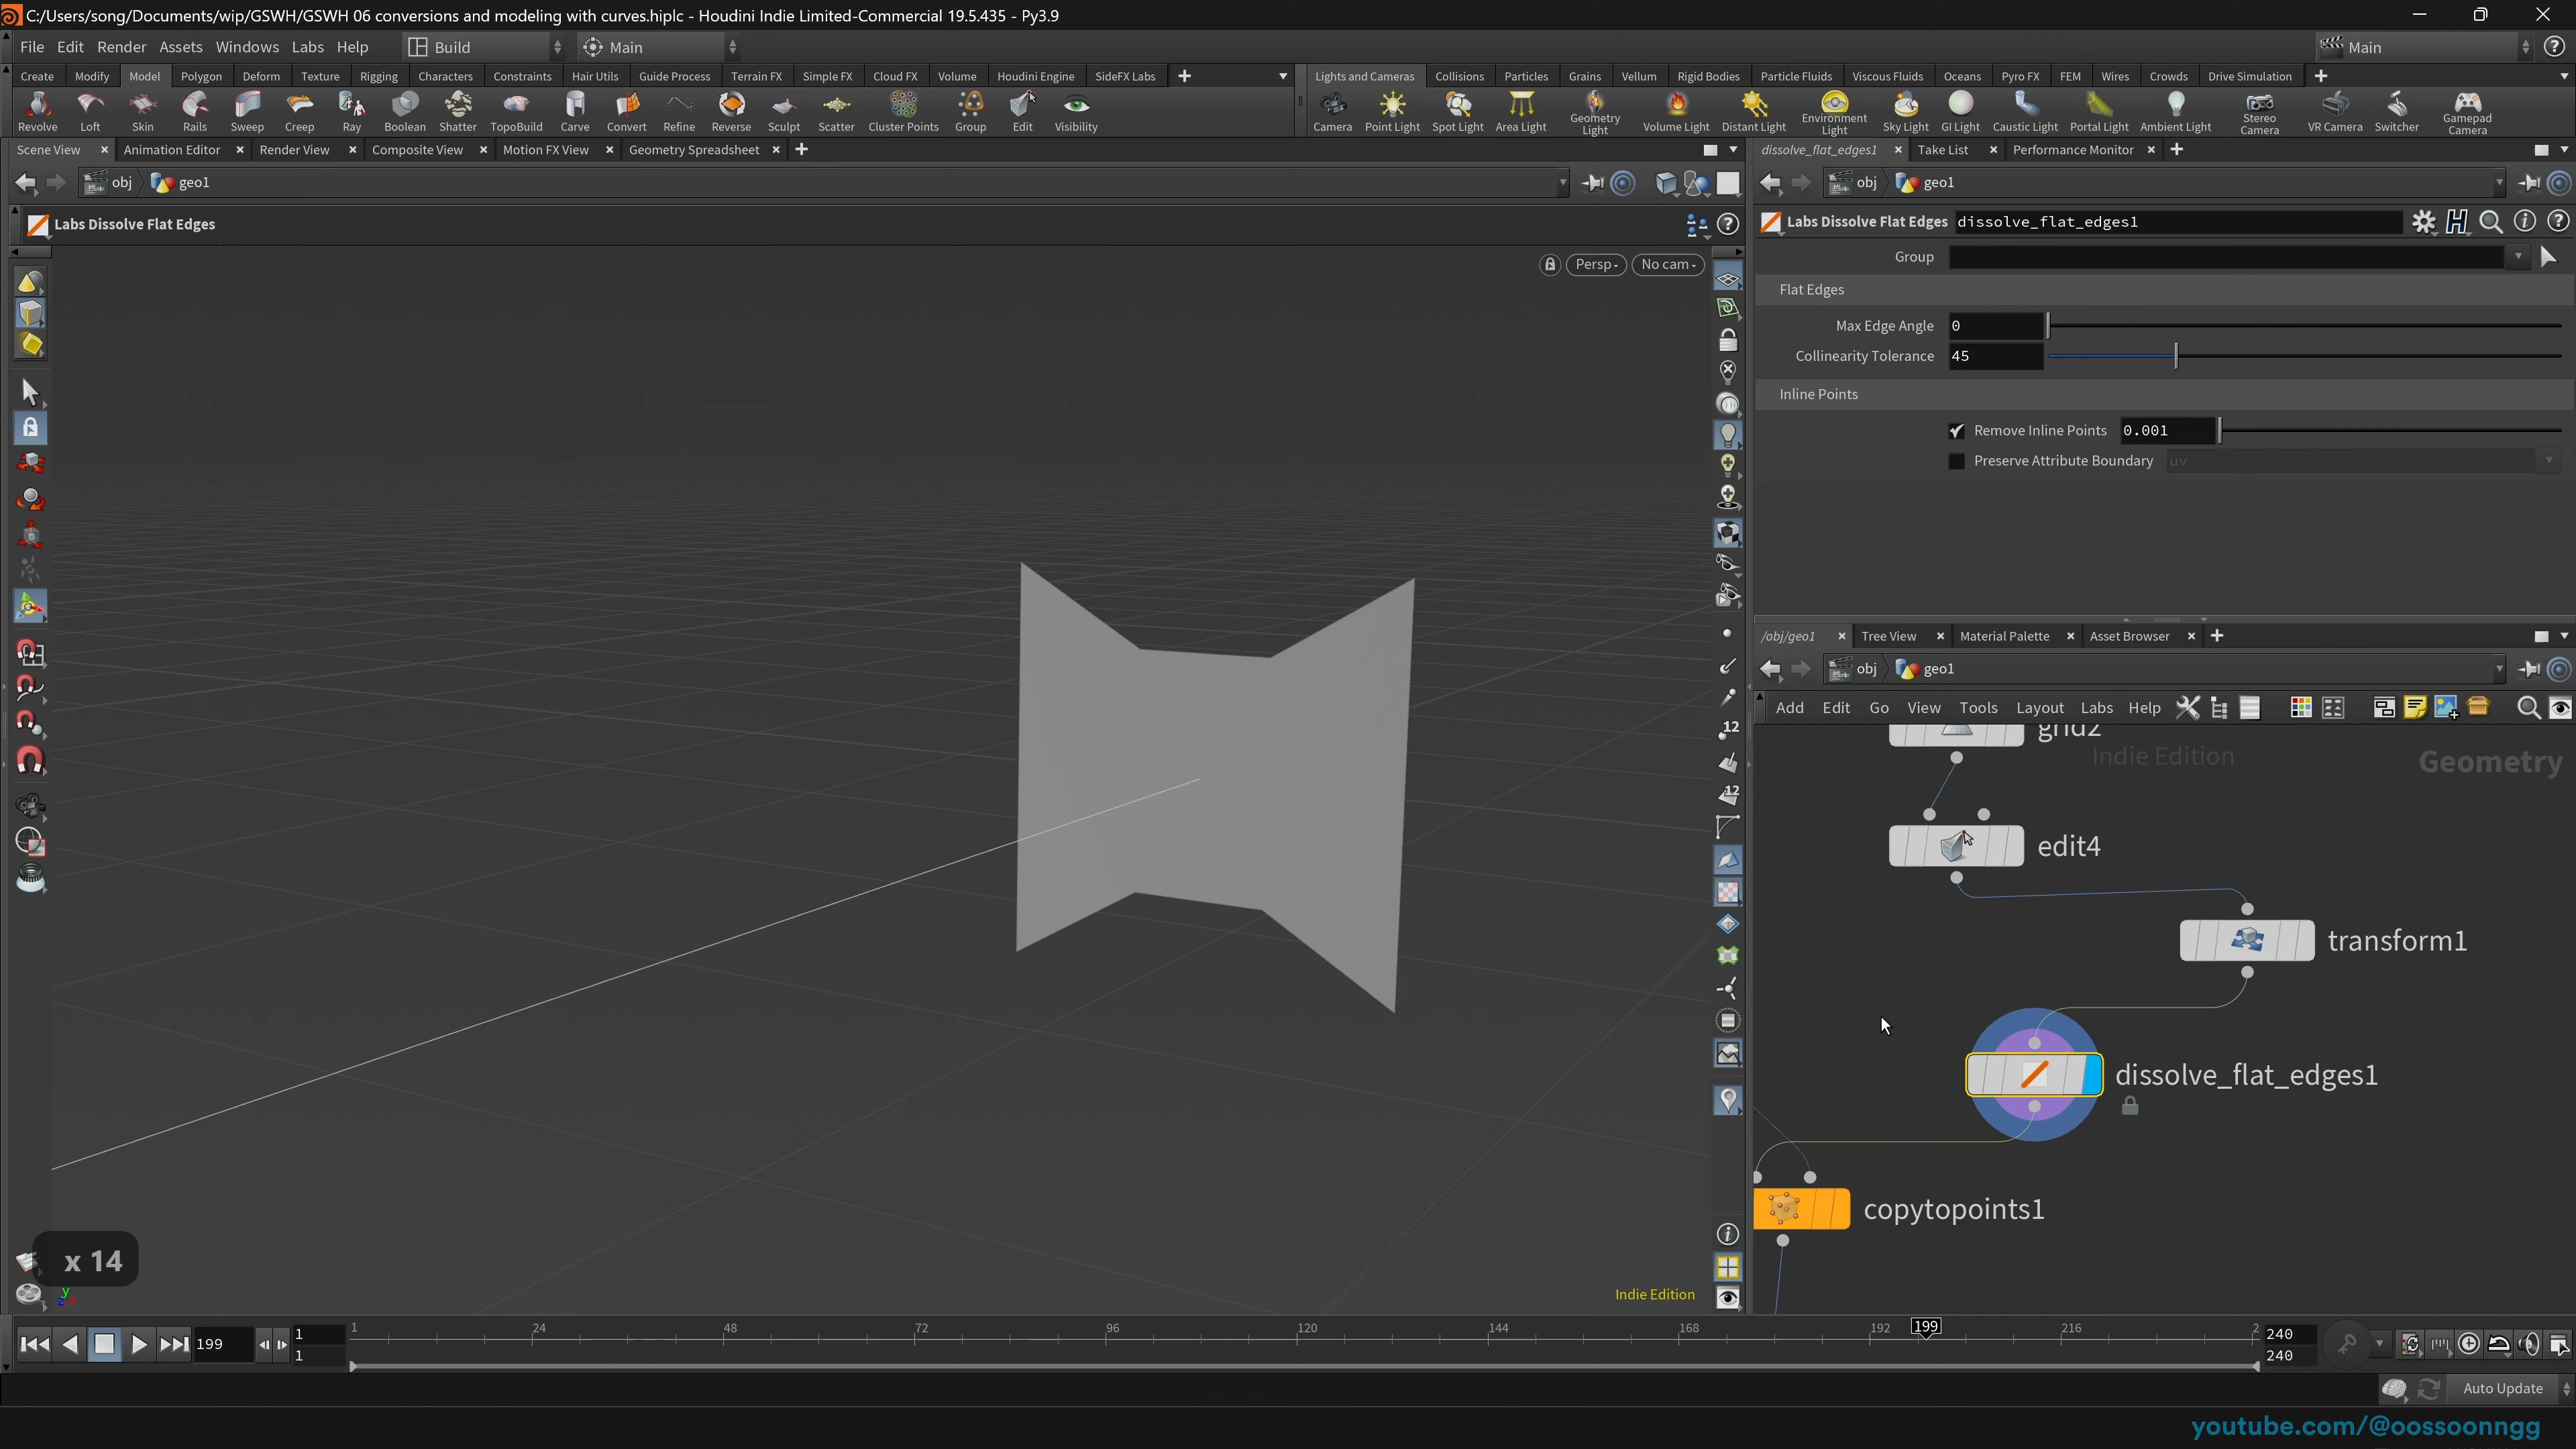 C:/Users/song/Documents/wip/GSWH/GSWH 06 conversions and modeling with curves.hiplc - Houdini Indie Limited-Commercial 19.5.435 - Py3.9
File Edit Render Assets Windows Labs Help Build Main Main
Create Modify Model Polygon Deform Texture Rigging Characters Constraints Hair Utils Guide Process Terrain FX Simple FX Cloud FX Volume Houdini Engine SideFX Labs
Lights and Cameras Collisions Particles Grains Vellum Rigid Bodies Particle Fluids Viscous Fluids Oceans Pyro FX FEM Wires Crowds Drive Simulation
Revolve Loft Skin Rails Sweep Creep Ray Boolean Shatter TopoBuild Carve Convert Refine Reverse Sculpt Scatter Cluster Points Group Edit Visibility
Camera Point Light Spot Light Area Light Geometry Light Volume Light Distant Light Environment Light Sky Light GI Light Caustic Light Portal Light Ambient Light Stereo Camera VR Camera Switcher Gamepad Camera
Scene View Animation Editor Render View Composite View Motion FX View Geometry Spreadsheet
dissolve_flat_edges1 Take List Performance Monitor
obj geo1
obj geo1
Labs Dissolve Flat Edges
Labs Dissolve Flat Edges dissolve_flat_edges1
Persp No cam
Group
Flat Edges
Max Edge Angle 0
Collinearity Tolerance 45
Inline Points
Remove Inline Points 0.001
Preserve Attribute Boundary uv
/obj/geo1 Tree View Material Palette Asset Browser
obj geo1
Add Edit Go View Tools Layout Labs Help
grid2
Indie Edition
Geometry
12
12
edit4
transform1
dissolve_flat_edges1
copytopoints1
x 14
y
z x
Indie Edition
199 1 1 24 48 72 96 120 144 168 192 199 216 2 240
1 240
Auto Update
youtube.com/@oossoonngg